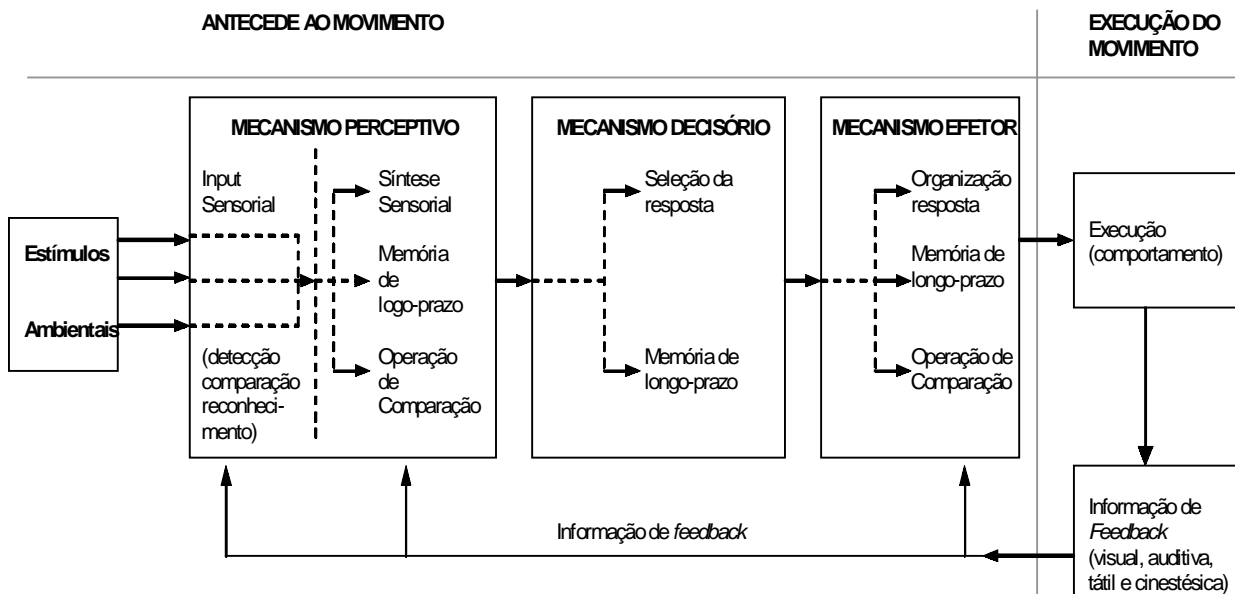 ANTECEDE AO MOVIMENTO
EXECUÇÃO DO
MOVIMENTO
MECANISMO PERCEPTIVO
MECANISMO DECISÓRIO
MECANISMO EFETOR
Estímulos
Ambientais
Input
Sensorial
(detecção
comparação
reconheci-
mento)
Síntese
Sensorial
Memória
de
logo-prazo
Operação
de
Comparação
Seleção da
resposta
Memória de
longo-prazo
Organização
resposta
Memória de
longo-prazo
Operação de
Comparação
Execução
(comportamento)
Informação de feedback
Informação de
Feedback
(visual, auditiva,
tátil e cinestésica)